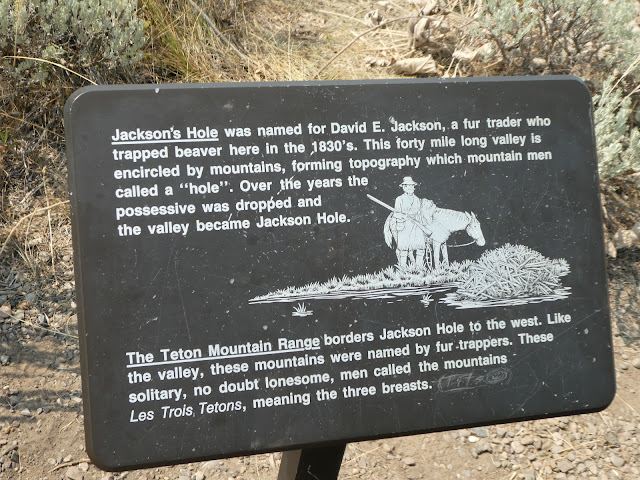 Jackson's Hole was named for David E. Jackson, a fur trader who
trapped beaver here in the 1830's. This forty mile long valley is
encircled by mountains, forming topography which mountain men
called a "hole". Over the years the
possessive was dropped and
the valley became Jackson Hole.
The Teton Mountain Range borders Jackson Hole to the west. Like
the valley, these mountains were named by fur trappers. These
solitary, no doubt lonesome, men called the mountains
Les Trois Tetons, meaning the three breasts.